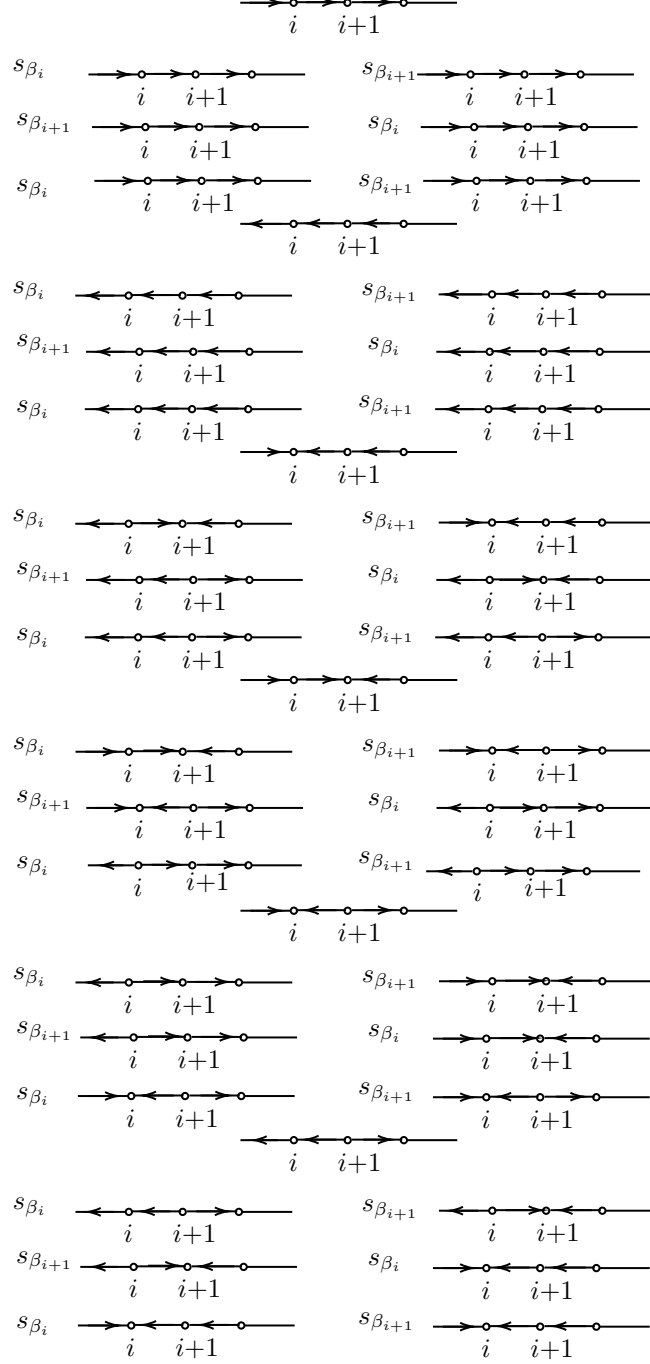 i i+1
s_{β_i} s_{β_{i+1}}
i i+1 i i+1
s_{β_{i+1}} s_{β_i}
i i+1 i i+1
s_{β_i} s_{β_{i+1}}
i i+1 i i+1
i i+1
s_{β_i} s_{β_{i+1}}
i i+1 i i+1
s_{β_{i+1}} s_{β_i}
i i+1 i i+1
s_{β_i} s_{β_{i+1}}
i i+1 i i+1
i i+1
s_{β_i} s_{β_{i+1}}
i i+1 i i+1
s_{β_{i+1}} s_{β_i}
i i+1 i i+1
s_{β_i} s_{β_{i+1}}
i i+1 i i+1
i i+1
s_{β_i} s_{β_{i+1}}
i i+1 i i+1
s_{β_{i+1}} s_{β_i}
i i+1 i i+1
s_{β_i} s_{β_{i+1}}
i i+1 i i+1
i i+1
s_{β_i} s_{β_{i+1}}
i i+1 i i+1
s_{β_{i+1}} s_{β_i}
i i+1 i i+1
s_{β_i} s_{β_{i+1}}
i i+1 i i+1
i i+1
s_{β_i} s_{β_{i+1}}
i i+1 i i+1
s_{β_{i+1}} s_{β_i}
i i+1 i i+1
s_{β_i} s_{β_{i+1}}
i i+1 i i+1